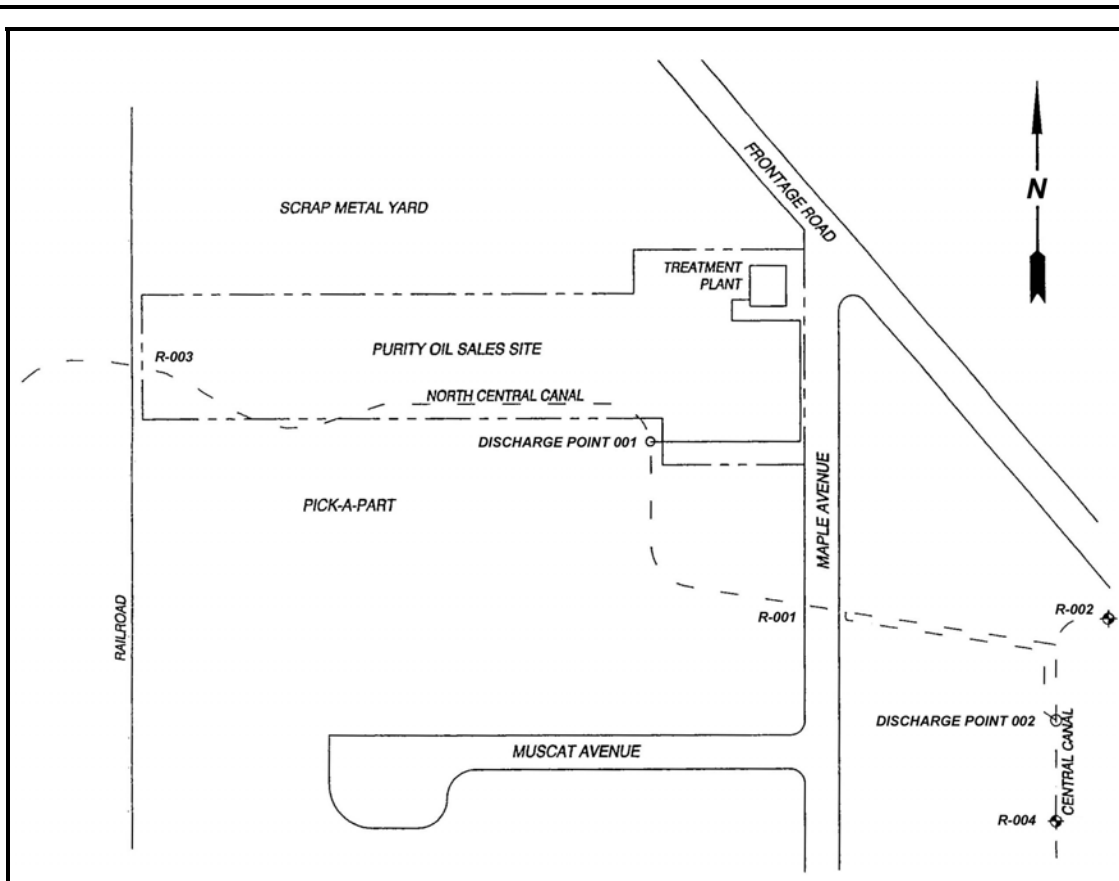 FRONTAGE ROAD
N
SCRAP METAL YARD
TREATMENT
PLANT
R-003
PURITY OIL SALES SITE
NORTH CENTRAL CANAL
DISCHARGE POINT 001
PICK-A-PART
MAPLE AVENUE
RAILROAD
R-001
R-002
DISCHARGE POINT 002
CENTRAL CANAL
MUSCAT AVENUE
R-004